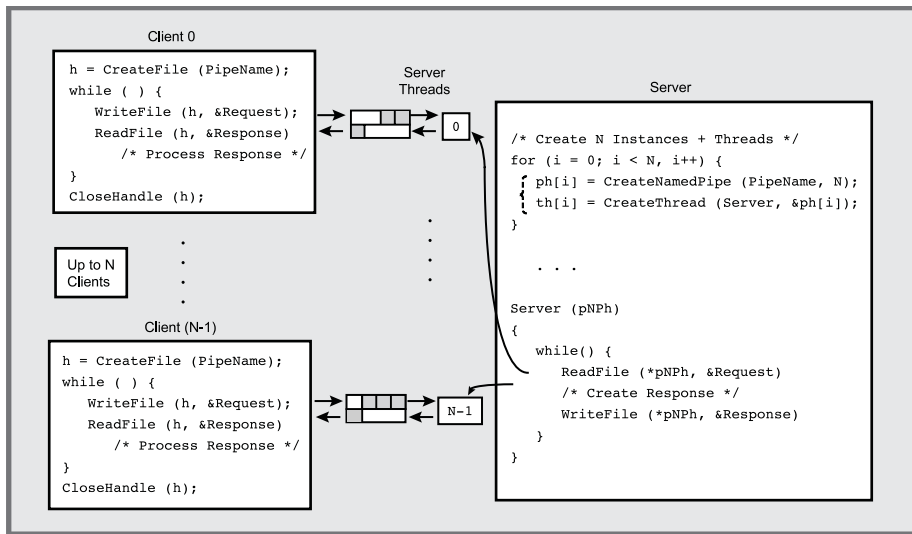 Client 0
h = CreateFile (PipeName);
while ( ) {
WriteFile (h, &Request);
ReadFile (h, &Response)
/* Process Response */
}
CloseHandle (h);
Up to N
Clients
Client (N-1)
h = CreateFile (PipeName);
while ( ) {
WriteFile (h, &Request);
ReadFile (h, &Response)
/* Process Response */
}
CloseHandle (h);
Server
Threads
0
N-1
Server
/* Create N Instances + Threads */
for (i = 0; i < N, i++) {
ph[i] = CreateNamedPipe (PipeName, N);
th[i] = CreateThread (Server, &ph[i]);
}
. . .
Server (pNPh)
{
while() {
ReadFile (*pNPh, &Request)
/* Create Response */
WriteFile (*pNPh, &Response)
}
}